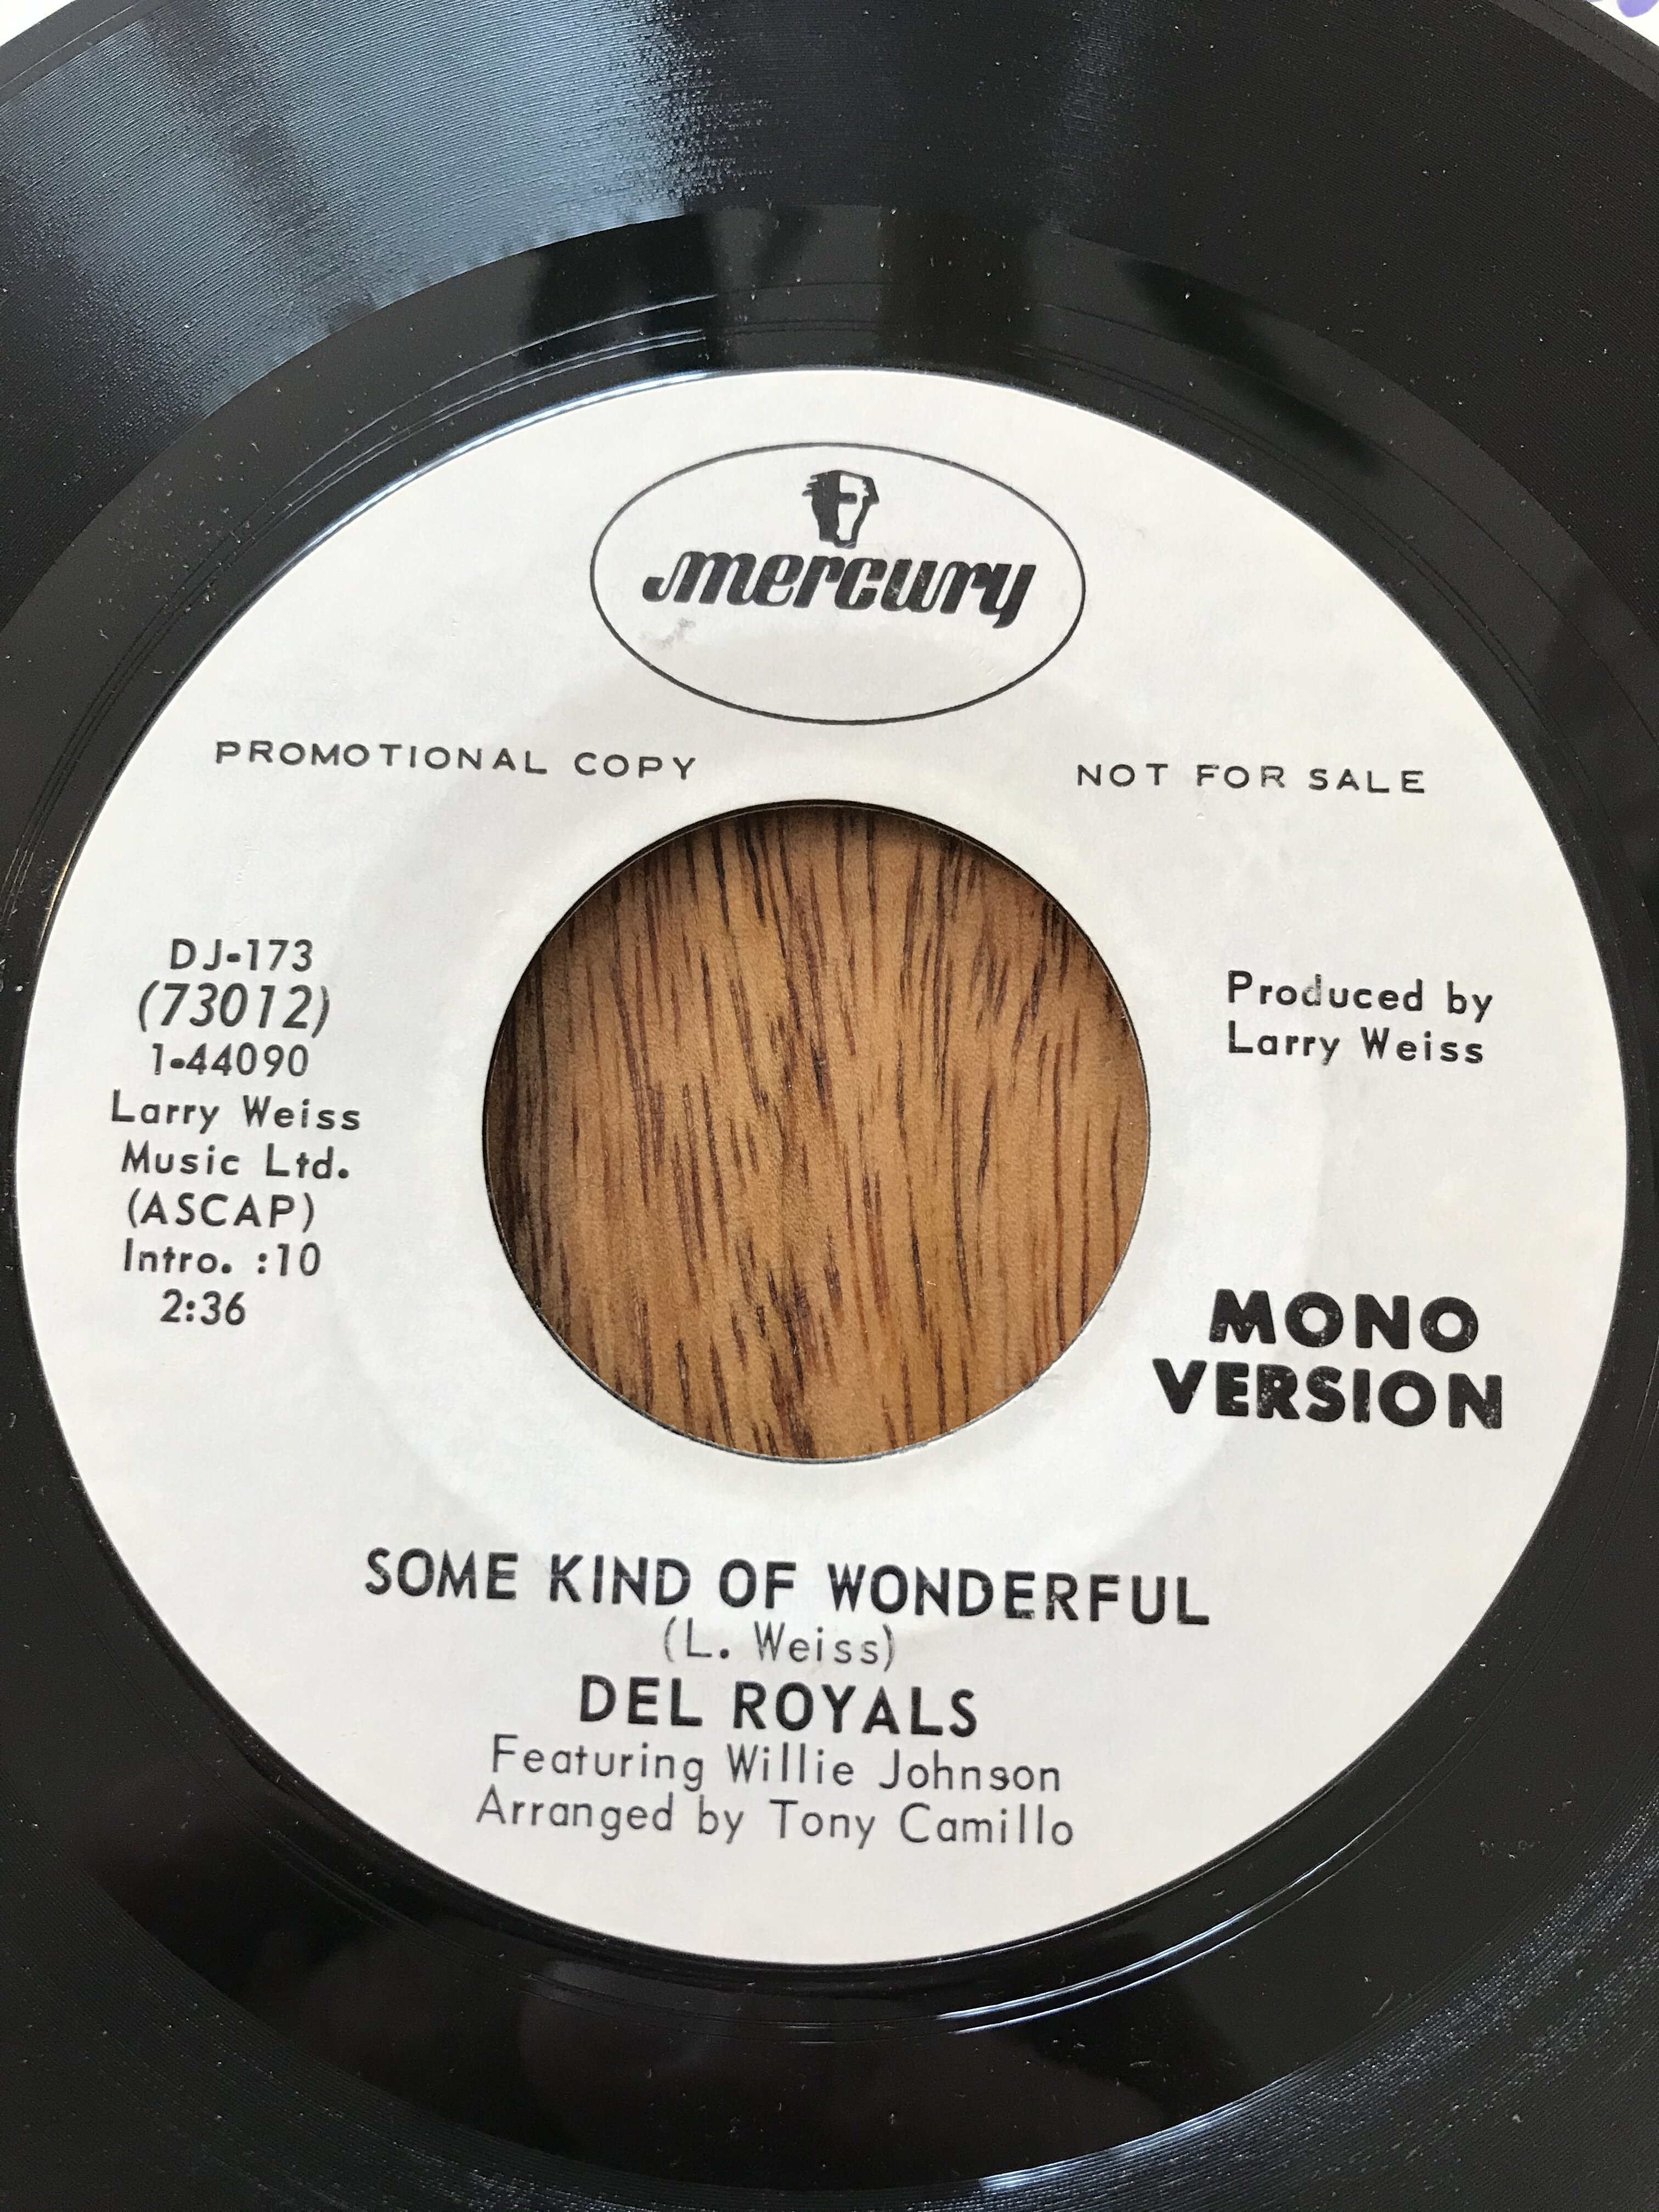 mercury
PROMOTIONAL COPY
NOT FOR SALE
DJ-173
(73012)
1-44090
Larry Weiss
Music Ltd.
(ASCAP)
Intro. :10
2:36
Produced by
Larry Weiss
MONO
VERSION
SOME KIND OF WONDERFUL
(L. Weiss)
DEL ROYALS
Featuring Willie Johnson
Arranged by Tony Camillo